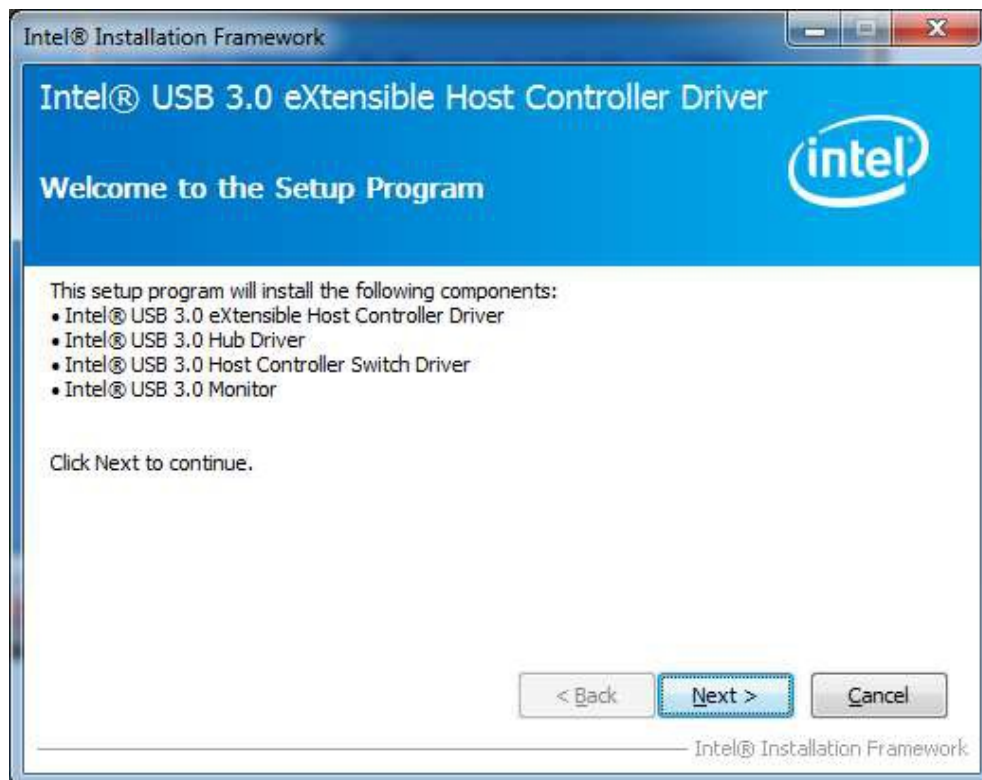 Intel® Installation Framework
Intel® USB 3.0 eXtensible Host Controller Driver
intel
Welcome to the Setup Program
This setup program will install the following components:
• Intel® USB 3.0 eXtensible Host Controller Driver
• Intel® USB 3.0 Hub Driver
• Intel® USB 3.0 Host Controller Switch Driver
• Intel® USB 3.0 Monitor
Click Next to continue.
< Back Next > Cancel
Intel® Installation Framework